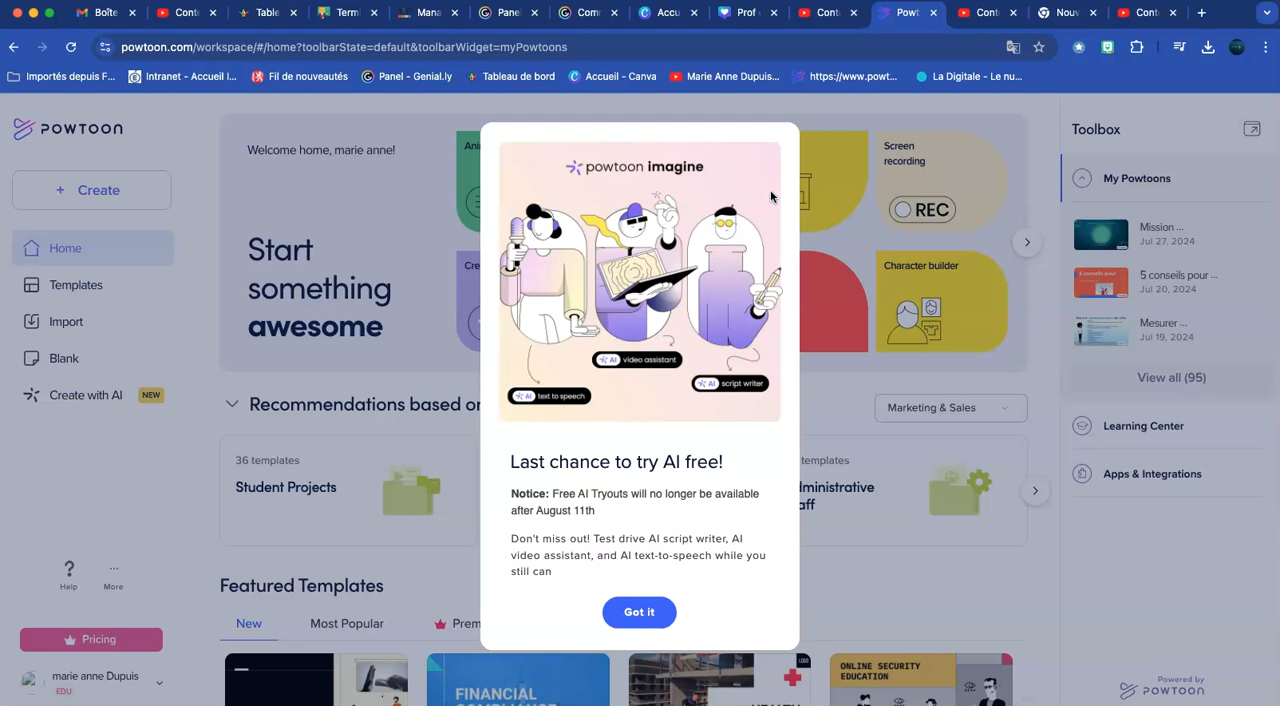 Boîte
Cont
Table
Termi
Mana
Panel
Comm
Accu
Prof
Cont
Powt
Cont
Nouv
Cont
powtoon.com/workspace/#/home?toolbarState=default&toolbarWidget=myPowtoons
Importés depuis F...
Intranet - Accueil I...
Fil de nouveautés
Panel - Genial.ly
Tableau de bord
Accueil - Canva
Marie Anne Dupuis...
https://www.powt...
La Digitale - Le nu...
POWTOON
+ Create
Home
Templates
Import
Blank
Create with AI NEW
Help
More
Pricing
marie anne Dupuis
EDU
Welcome home, marie anne!
Start
something
awesome
Ani
Cre
Screen
recording
REC
Character builder
Recommendations based o
Marketing & Sales
36 templates
Student Projects
templates
dministrative
aff
Featured Templates
New
Most Popular
Prem
FINANCIAL
LOGO
ONLINE SECURITY
EDUCATION
powtoon imagine
AI video assistant
AI script writer
AI text to speech
Last chance to try AI free!
Notice: Free AI Tryouts will no longer be available
after August 11th
Don't miss out! Test drive AI script writer, AI
video assistant, and AI text-to-speech while you
still can
Got it
Toolbox
My Powtoons
Mission ...
Jul 27, 2024
5 conseils pour ...
Jul 20, 2024
Mesurer ...
Jul 19, 2024
View all (95)
Learning Center
Apps & Integrations
Powered by
POWTOON